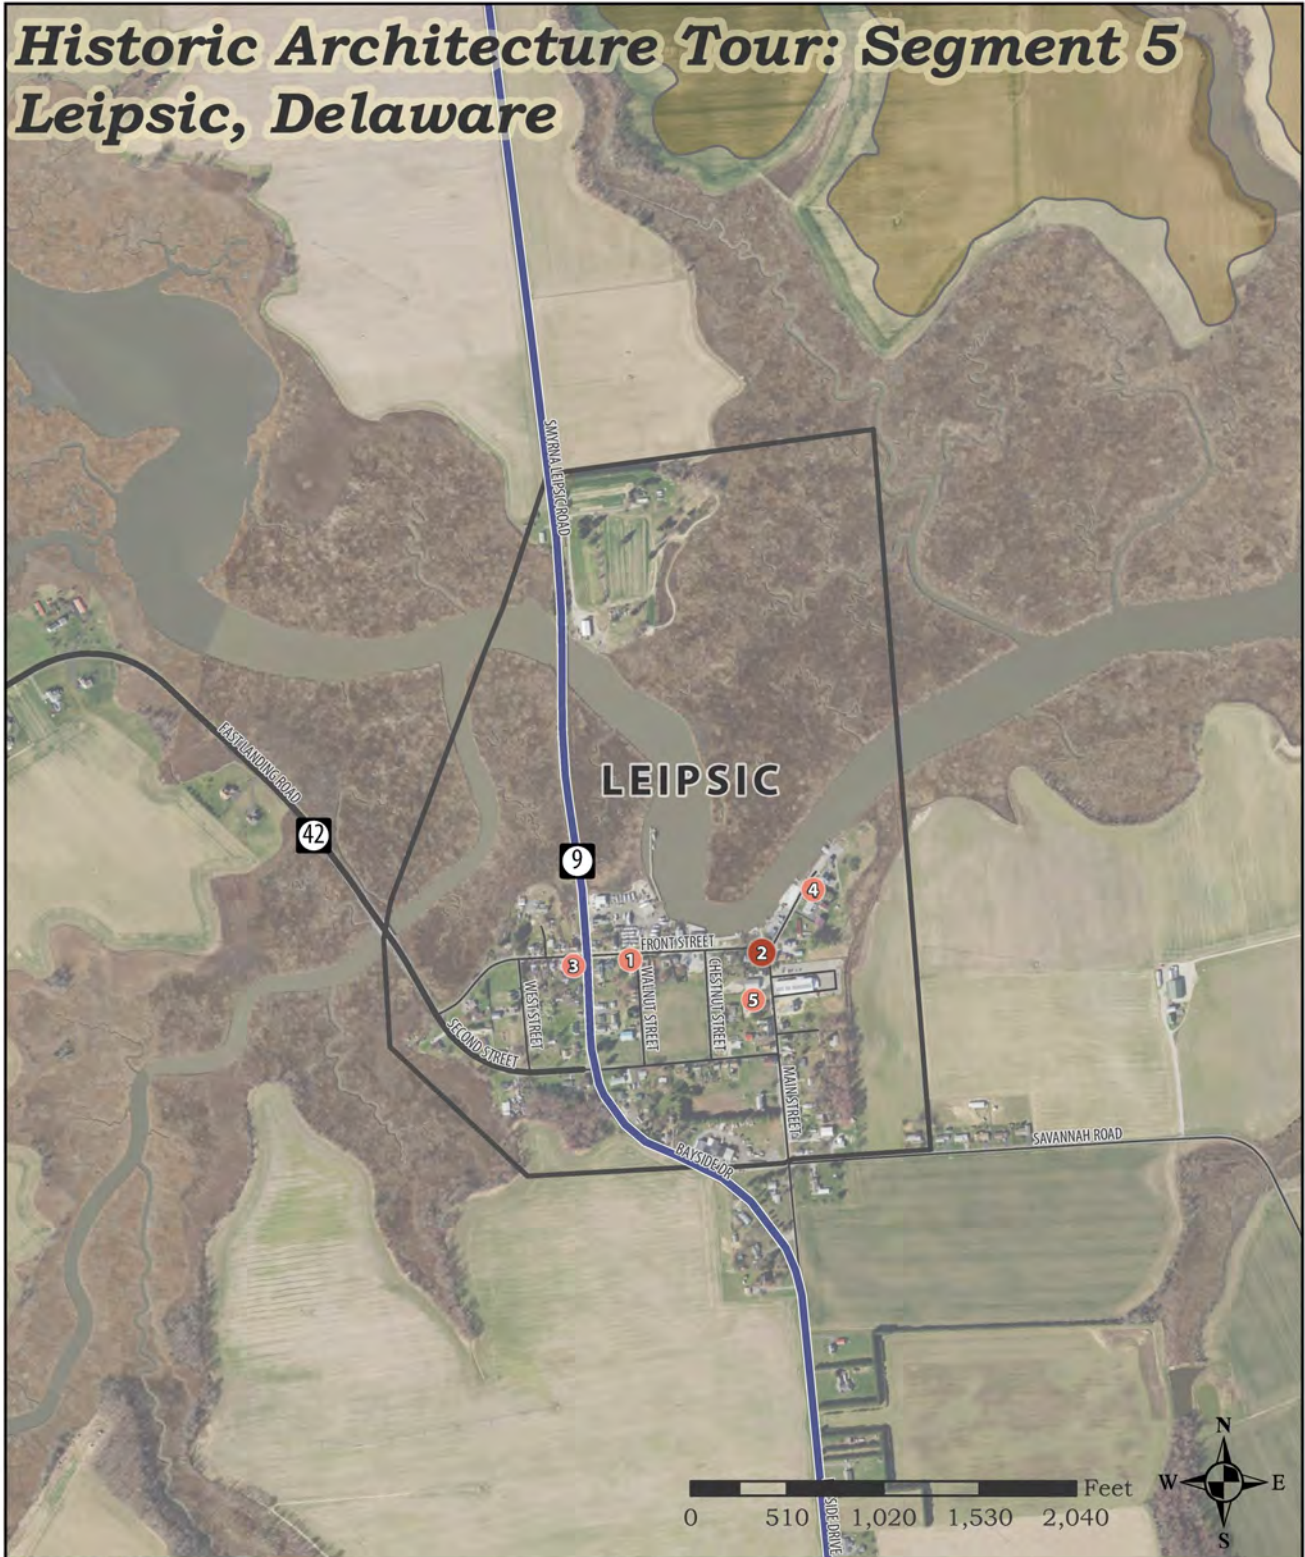 Historic Architecture Tour: Segment 5
Leipsic, Delaware
SMYRNA LEIPSIC ROAD
FAST LANDING ROAD
42
LEIPSIC
9
4
FRONT STREET
2
3
1
5
WEST STREET
WALNUT STREET
CHESTNUT STREET
SECOND STREET
MAIN STREET
SAVANNAH ROAD
BAYSIDE DR
N
W E
S
Feet
0 510 1,020 1,530 2,040
SIDE DRIVE